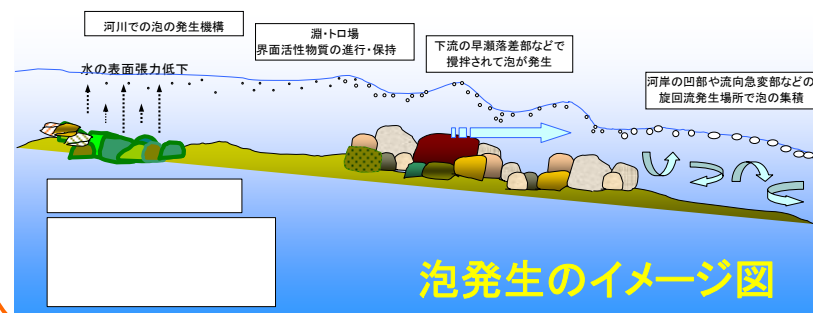 河川での泡の発生機構
淵・トロ場
界面活性物質の進行・保持
下流の早瀬落差部などで
攪拌されて泡が発生
水の表面張力低下
河岸の凹部や流向急変部などの
旋回流発生場所で泡の集積
泡発生のイメージ図